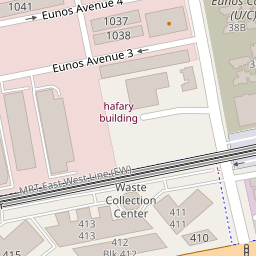 Eunos Avenue 4
Eunos C
(U/C)
1041
1037
1038
38B
Eunos Avenue 3
hafary
building
MRT East West Line (EW)
Waste
Collection
Center
413
413
411
411
415
412
Blk 412
410